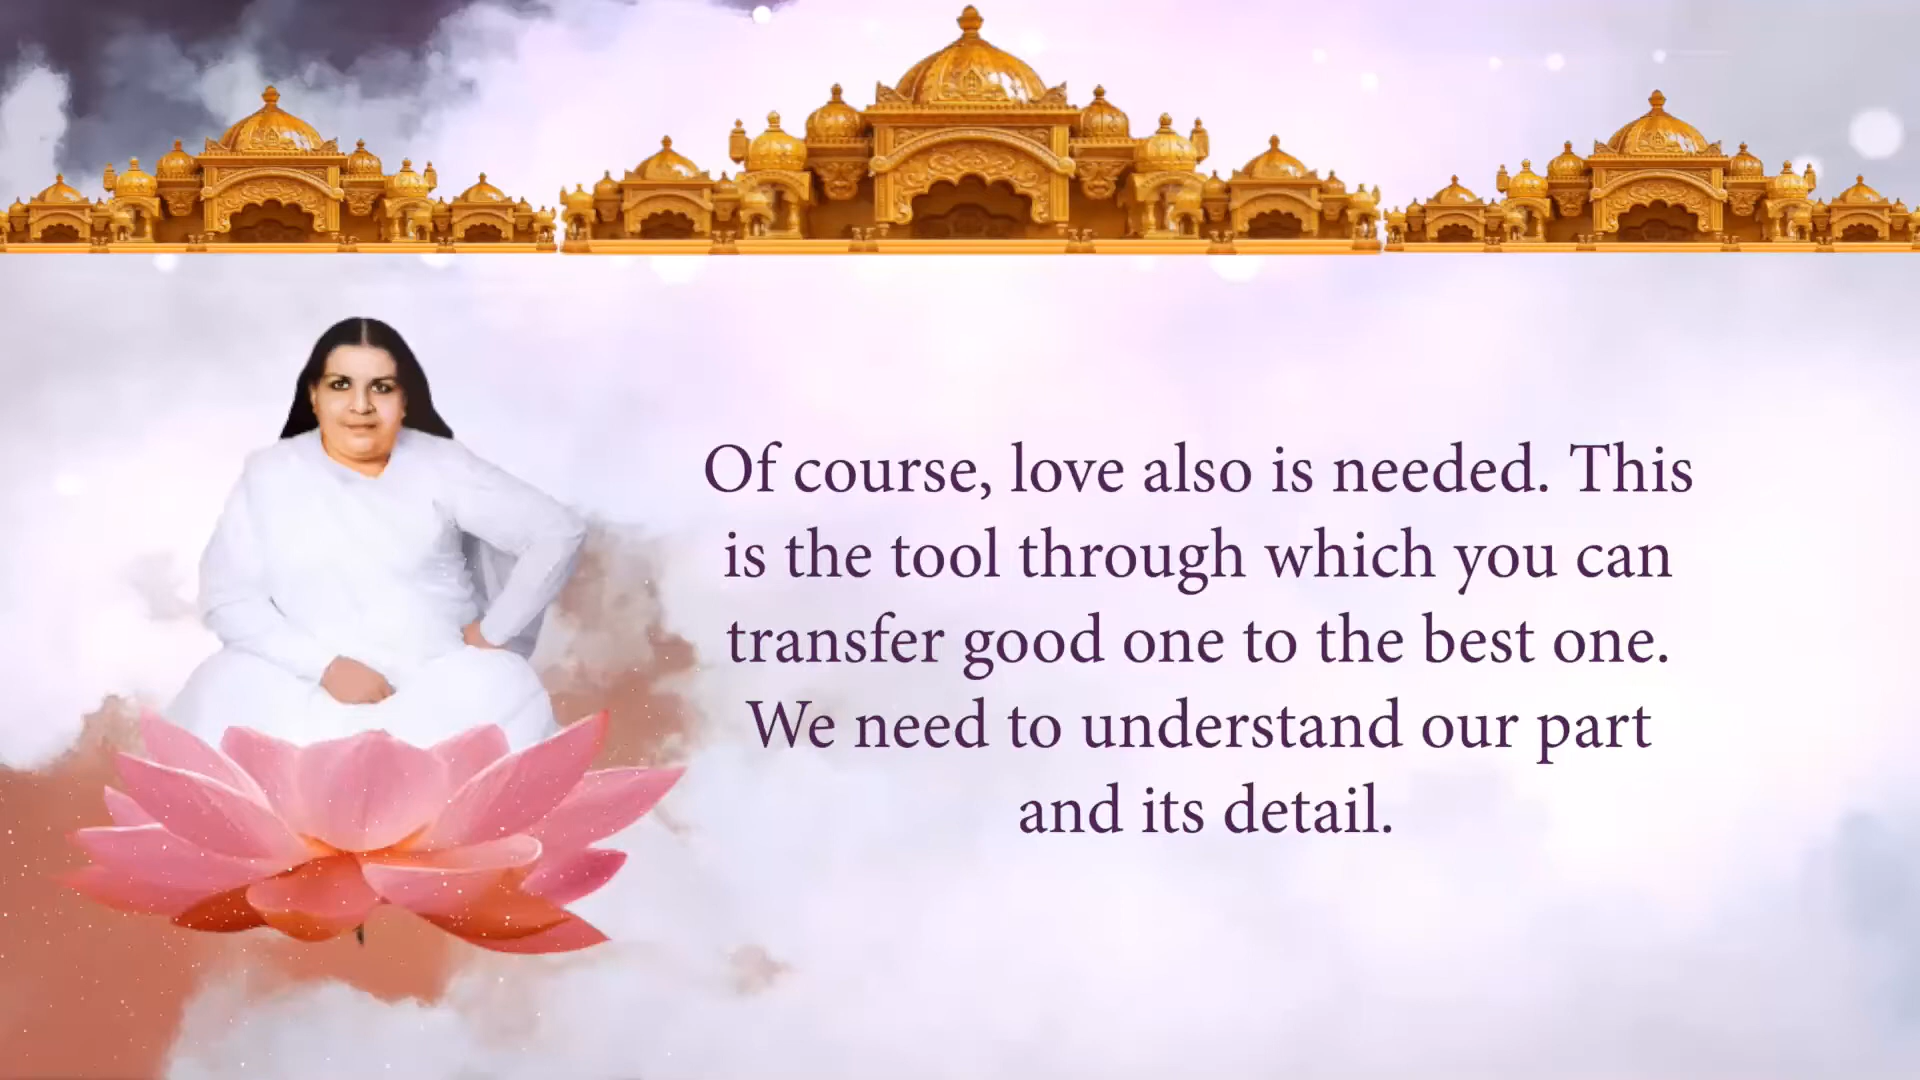 Of course, love also is needed. This
is the tool through which you can
transfer good one to the best one.
We need to understand our part
and its detail.